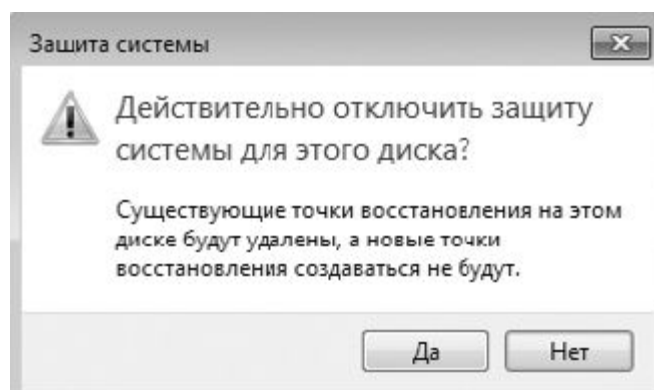 Защита системы
Действительно отключить защиту
системы для этого диска?
Существующие точки восстановления на этом
диске будут удалены, а новые точки
восстановления создаваться не будут.
Да
Нет